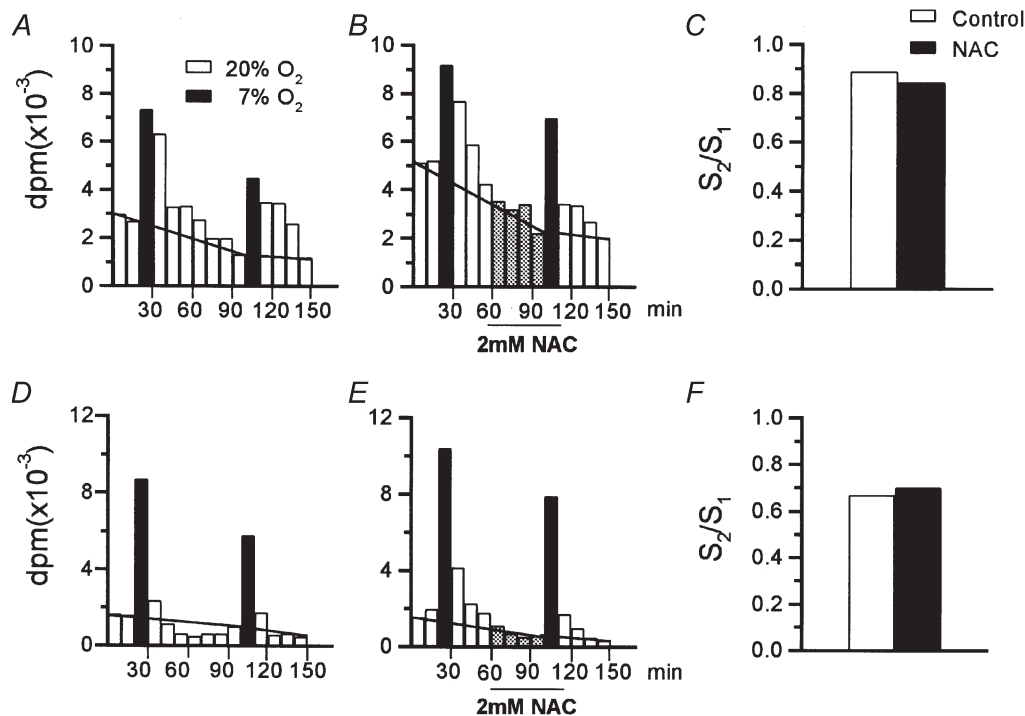 A
B
C
Control
NAC
dpm(x10⁻³)
10
8
6
4
2
0
20% O₂
7% O₂
30 60 90 120 150
10
8
6
4
2
0
30 60 90 120 150 min
2mM NAC
S₂/S₁
1.0
0.8
0.6
0.4
0.2
0.0
D
E
F
dpm(x10⁻³)
12
8
4
0
30 60 90 120 150
12
8
4
0
30 60 90 120 150 min
2mM NAC
S₂/S₁
1.0
0.8
0.6
0.4
0.2
0.0